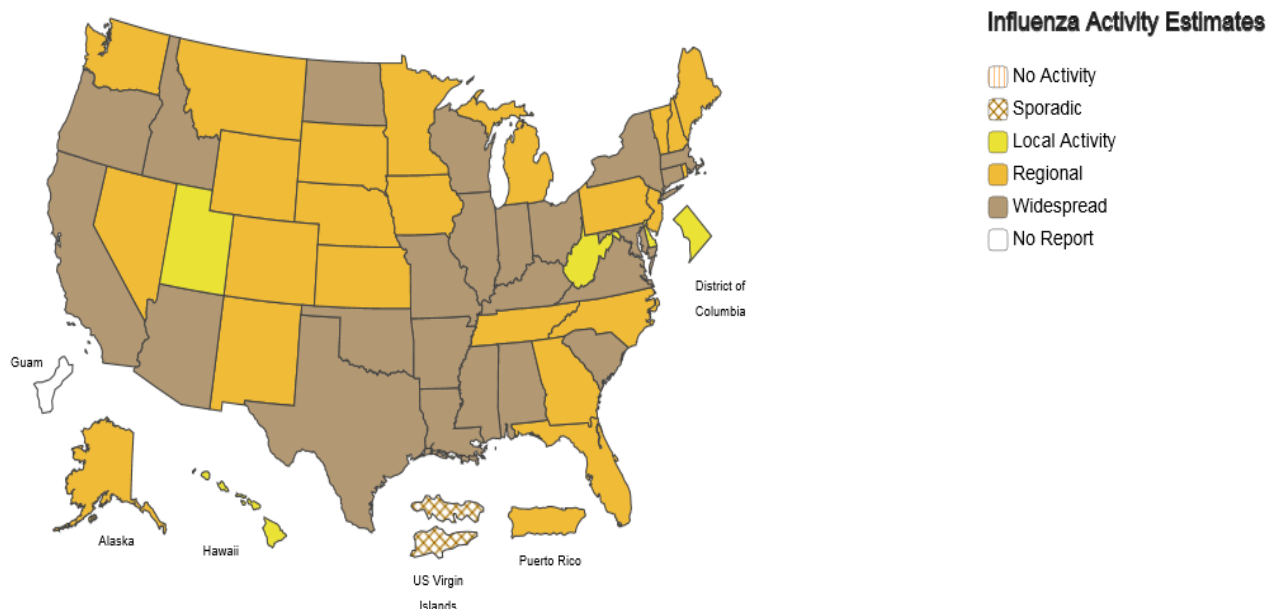 Influenza Activity Estimates
No Activity
Sporadic
Local Activity
Regional
Widespread
No Report
District of
Columbia
Guam
Alaska
Hawaii
US Virgin
Islands
Puerto Rico